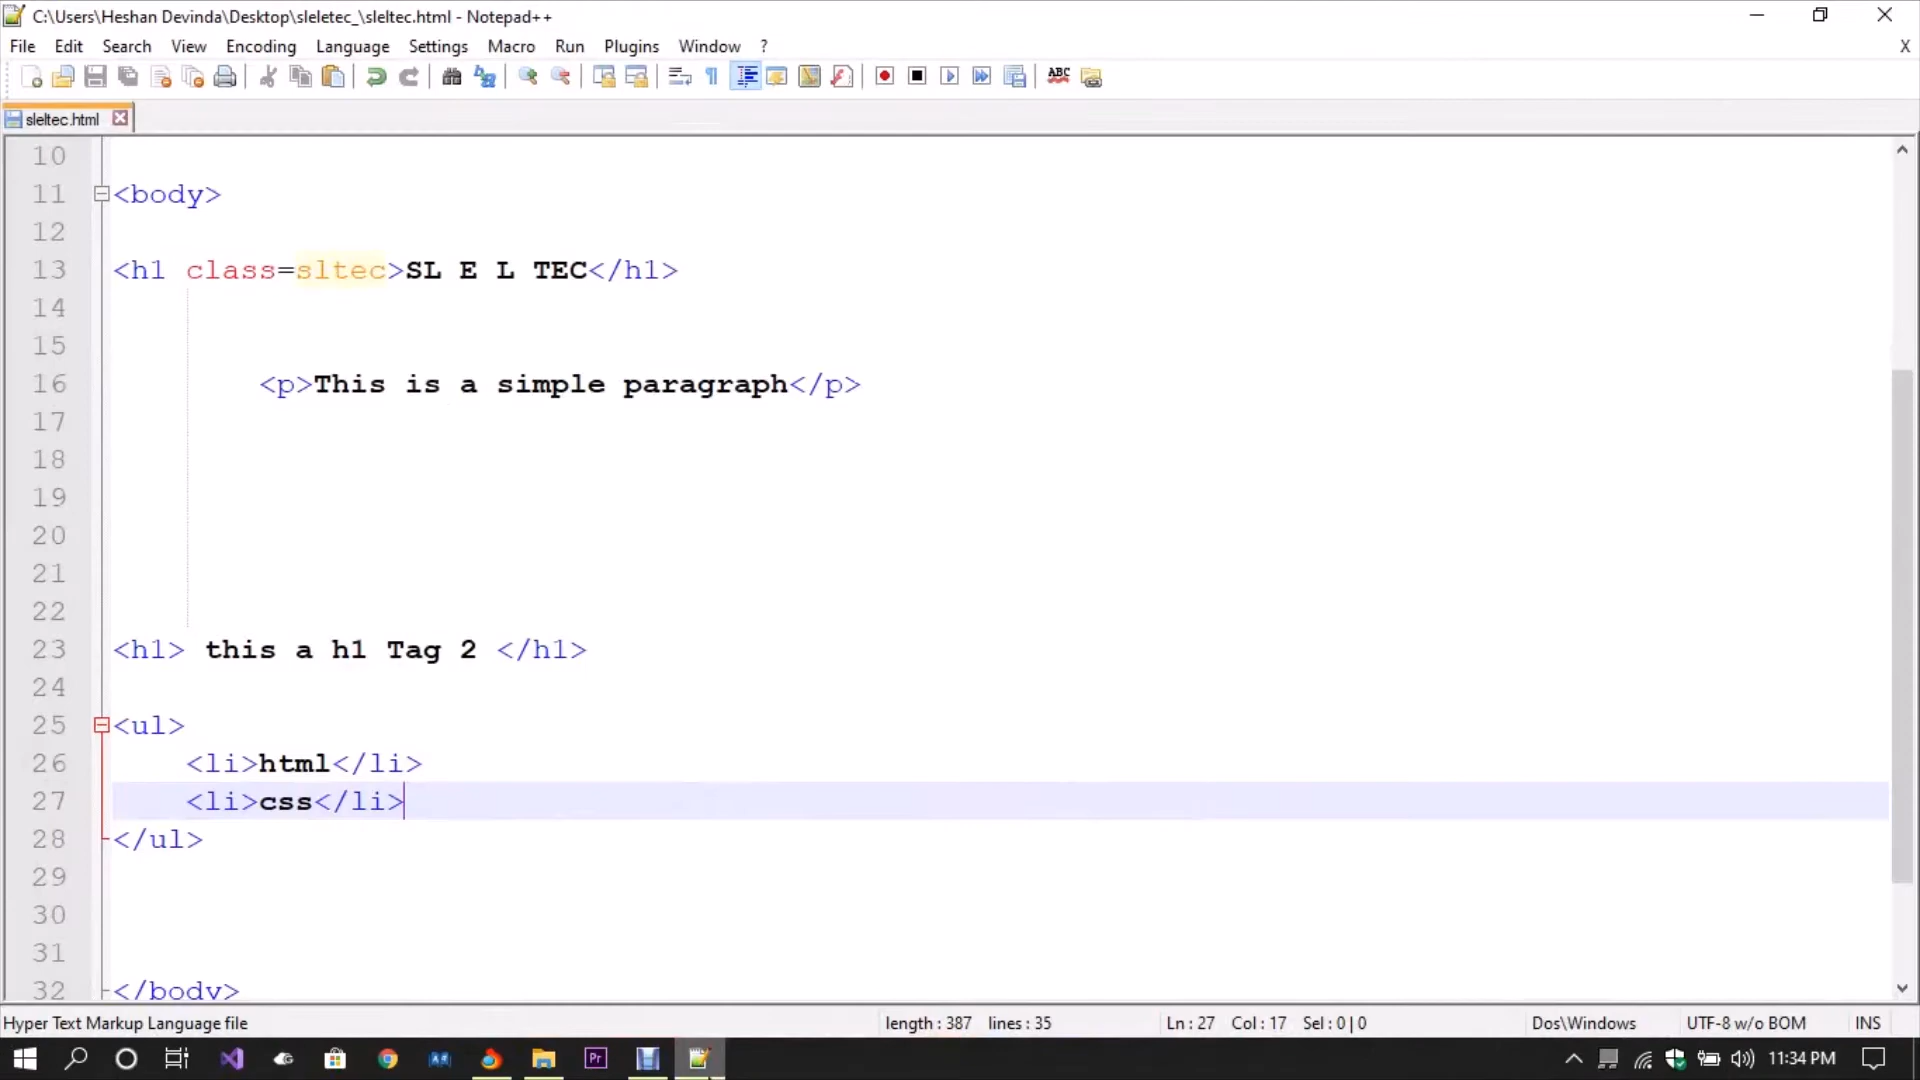 C:\Users\Heshan Devinda\Desktop\sleletec_\sleltec.html - Notepad++
File Edit Search View Encoding Language Settings Macro Run Plugins Window ? X
ABC
sleltec.html
10
11 <body>
12
13 <h1 class=sltec>SL E L TEC</h1>
14
15
16 <p>This is a simple paragraph</p>
17
18
19
20
21
22
23 <h1> this a h1 Tag 2 </h1>
24
25 <ul>
26 <li>html</li>
27 <li>css</li>
28 </ul>
29
30
31
32 </body>
Hyper Text Markup Language file length : 387 lines : 35 Ln : 27 Col : 17 Sel : 0 | 0 Dos\Windows UTF-8 w/o BOM INS
Pr 11:34 PM